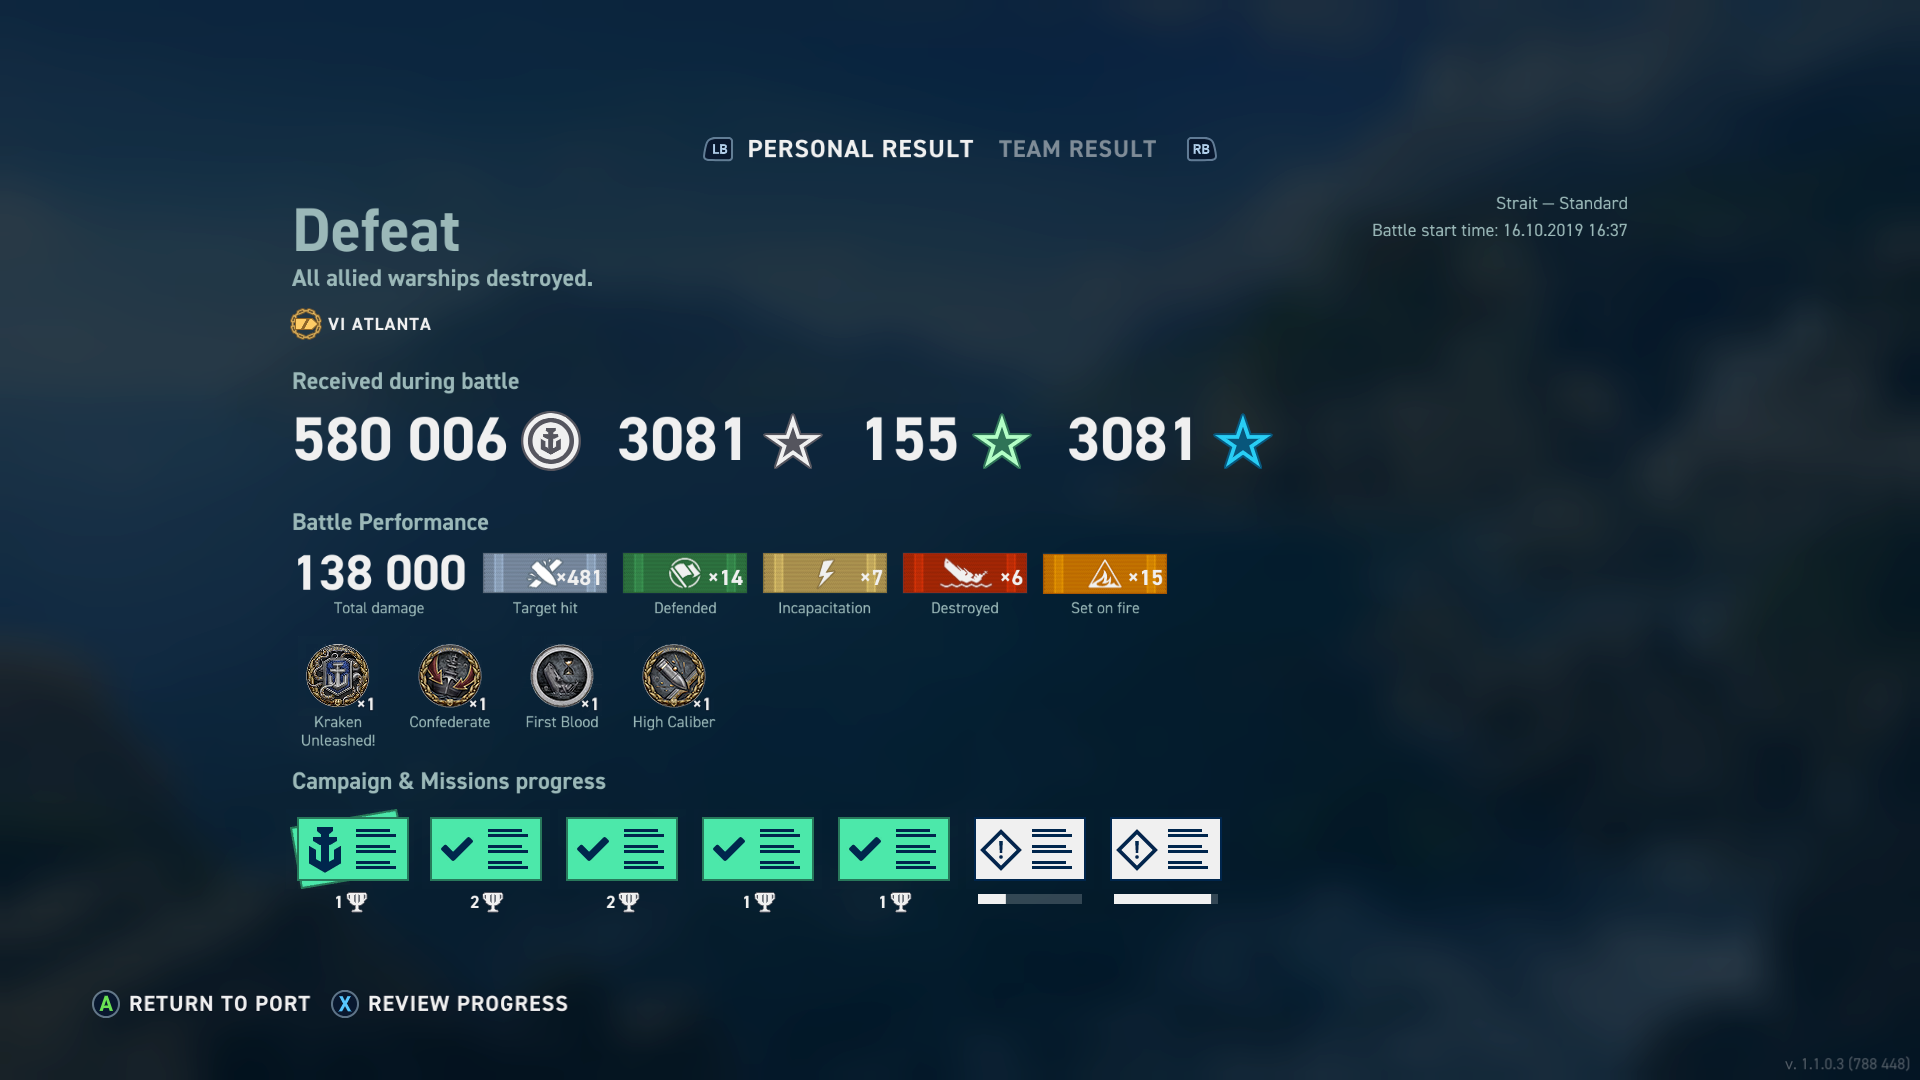 LB PERSONAL RESULT TEAM RESULT RB
Strait — Standard
Battle start time: 16.10.2019 16:37
Defeat
All allied warships destroyed.
VI ATLANTA
Received during battle
580 006 3081 155 3081
Battle Performance
138 000 ×481 ×14 ×7 ×6 ×15
Total damage Target hit Defended Incapacitation Destroyed Set on fire
×1 ×1 ×1 ×1
Kraken Confederate First Blood High Caliber
Unleashed!
Campaign & Missions progress
1 2 2 1 1
A RETURN TO PORT X REVIEW PROGRESS
v. 1.1.0.3 (788 448)